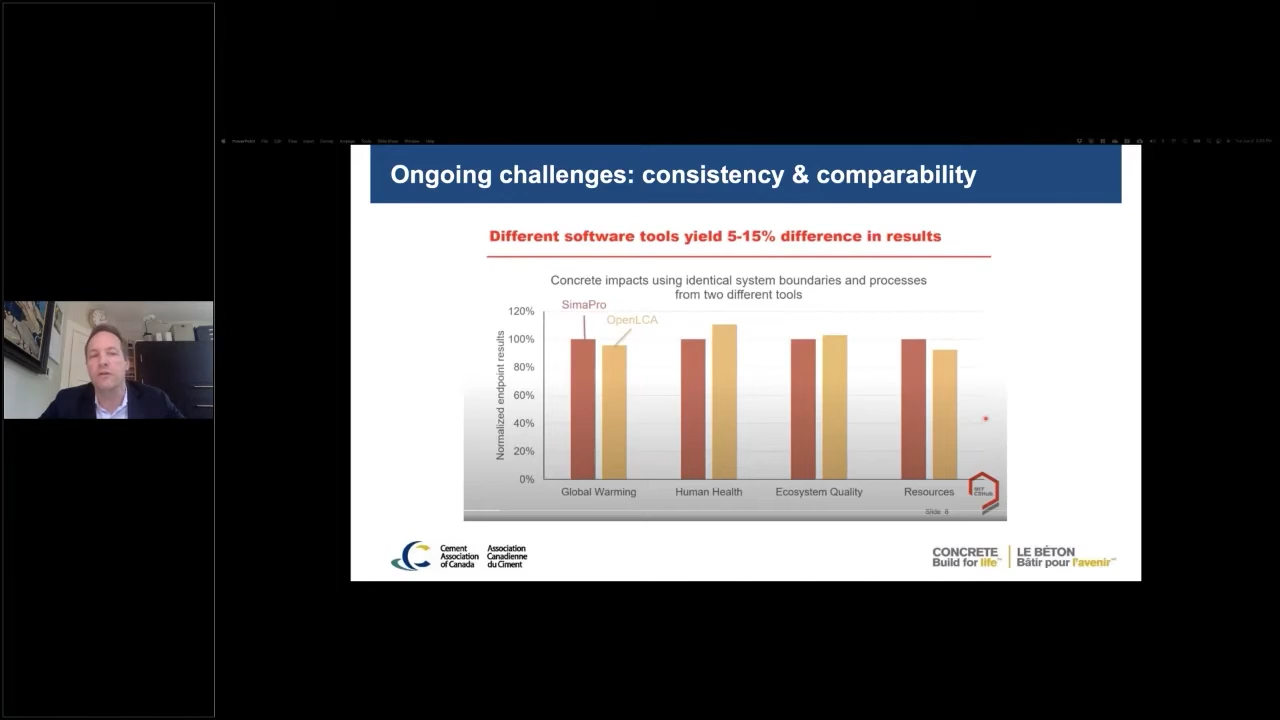 Ongoing challenges: consistency & comparability
Different software tools yield 5-15% difference in results
Concrete impacts using identical system boundaries and processes
from two different tools
SimaPro
OpenLCA
Normalized endpoint results
120%
100%
80%
60%
40%
20%
0%
Global Warming
Human Health
Ecosystem Quality
Resources
MIT
CSHub
Slide 8
Cement
Association
of Canada
Association
Canadienne
du Ciment
CONCRETE
Build for life
LE BÉTON
Bâtir pour l'avenir